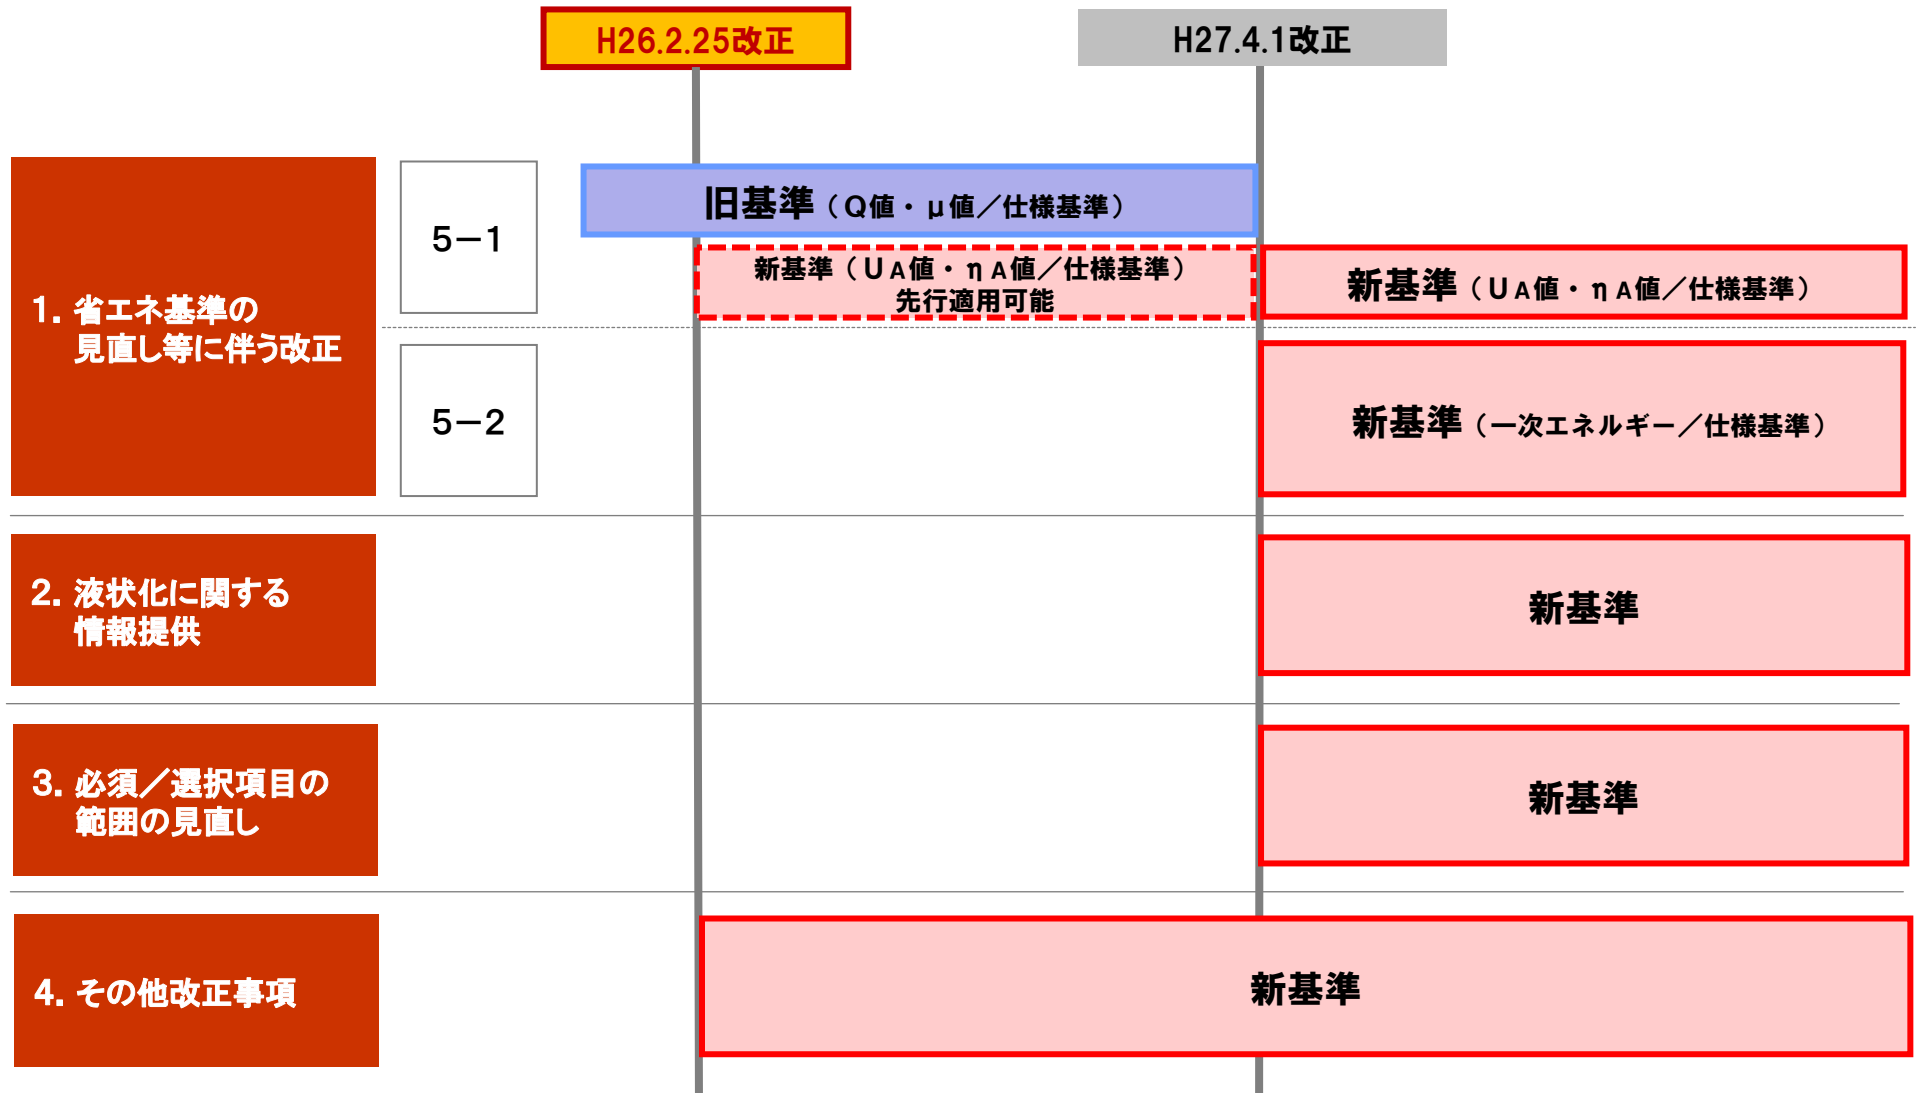 H26.2.25改正
H27.4.1改正
1. 省エネ基準の
見直し等に伴う改正
5－1
旧基準（Q値・μ値／仕様基準）
新基準（UA値・ηA値／仕様基準）
先行適用可能
新基準（UA値・ηA値／仕様基準）
5－2
新基準（一次エネルギー／仕様基準）
2. 液状化に関する
情報提供
新基準
3. 必須／選択項目の
範囲の見直し
新基準
4. その他改正事項
新基準